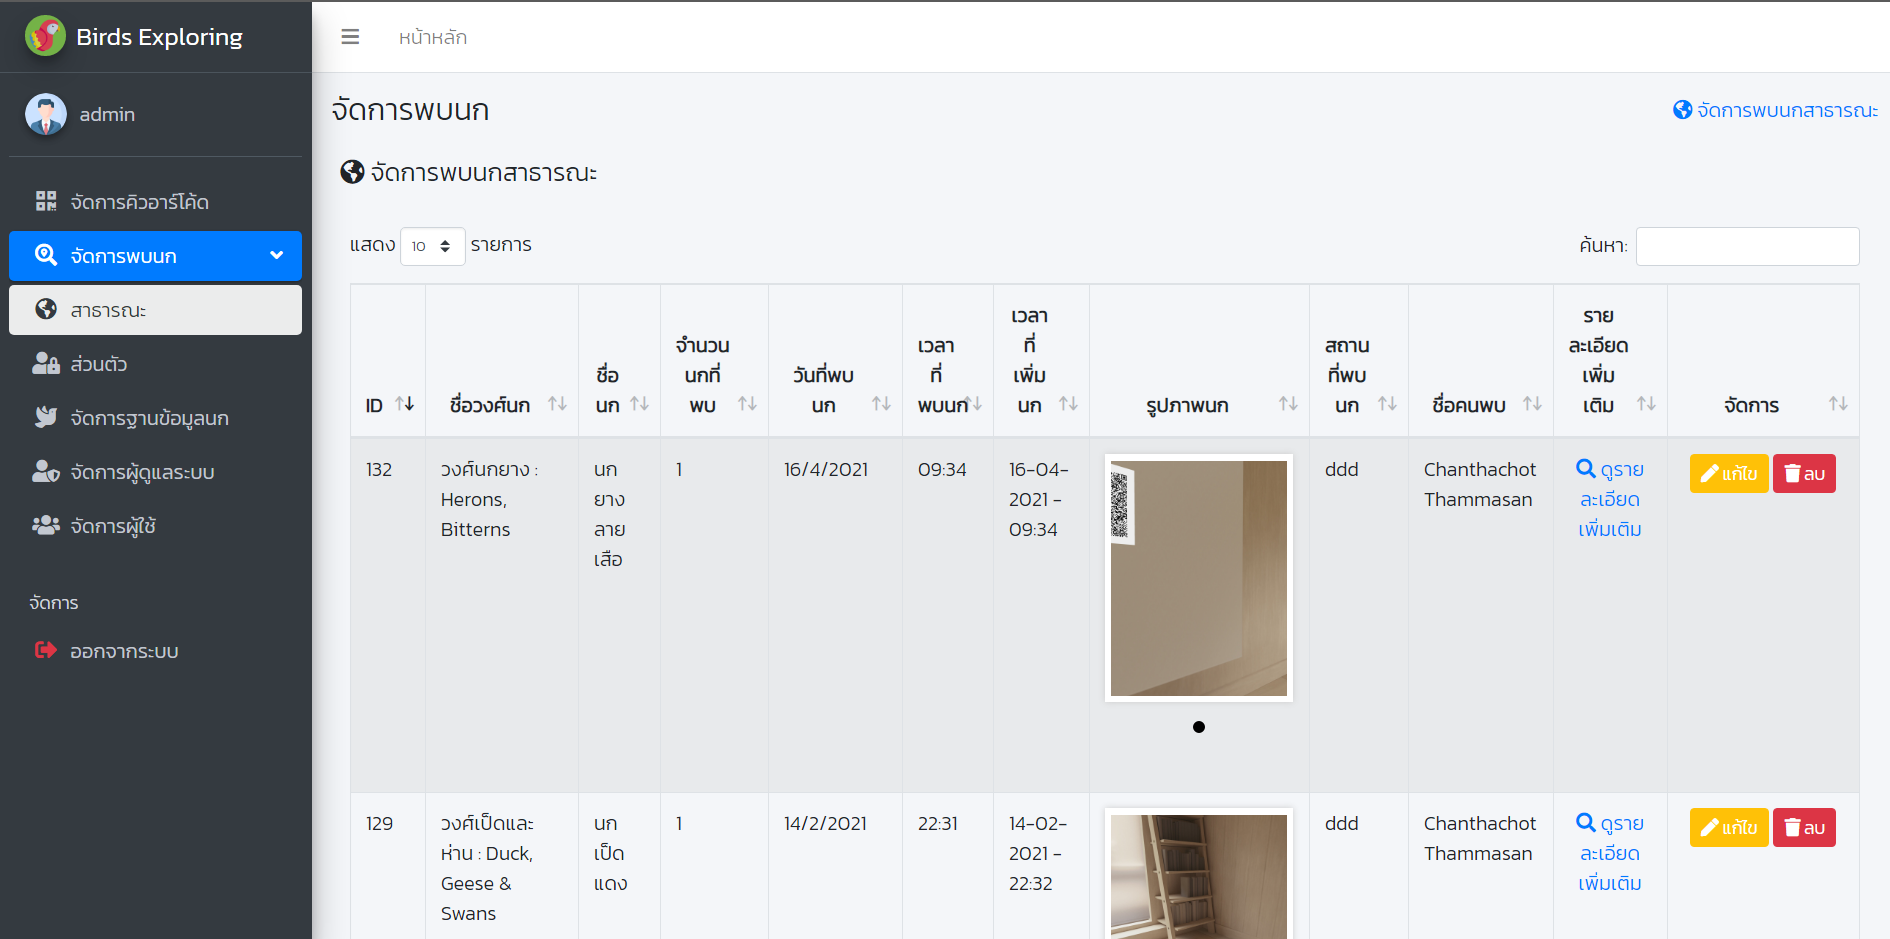 Birds Exploring
หน้าหลัก
admin
จัดการพบนก
จัดการพบนกสาธารณะ
จัดการพบนกสาธารณะ
จัดการคิวอาร์โค้ด
จัดการพบนก
สาธารณะ
ส่วนตัว
จัดการฐานข้อมูลนก
จัดการผู้ดูแลระบบ
จัดการผู้ใช้
จัดการ
ออกจากระบบ
แสดง 10 รายการ
ค้นหา:
ID
ชื่อวงศ์นก
ชื่อ
นก
จำนวน
นกที่
พบ
วันที่พบ
นก
เวลา
ที่
พบนก
เวลา
ที่
เพิ่ม
นก
รูปภาพนก
สถาน
ที่พบ
นก
ชื่อคนพบ
ราย
ละเอียด
เพิ่ม
เติม
จัดการ
132
วงศ์นกยาง :
Herons,
Bitterns
นก
ยาง
ลาย
เสือ
1
16/4/2021
09:34
16-04-
2021 -
09:34
ddd
Chanthachot
Thammasan
ดูราย
ละเอียด
เพิ่มเติม
แก้ไข
ลบ
129
วงศ์เป็ดและ
ห่าน : Duck,
Geese &
Swans
นก
เป็ด
แดง
1
14/2/2021
22:31
14-02-
2021 -
22:32
ddd
Chanthachot
Thammasan
ดูราย
ละเอียด
เพิ่มเติม
แก้ไข
ลบ